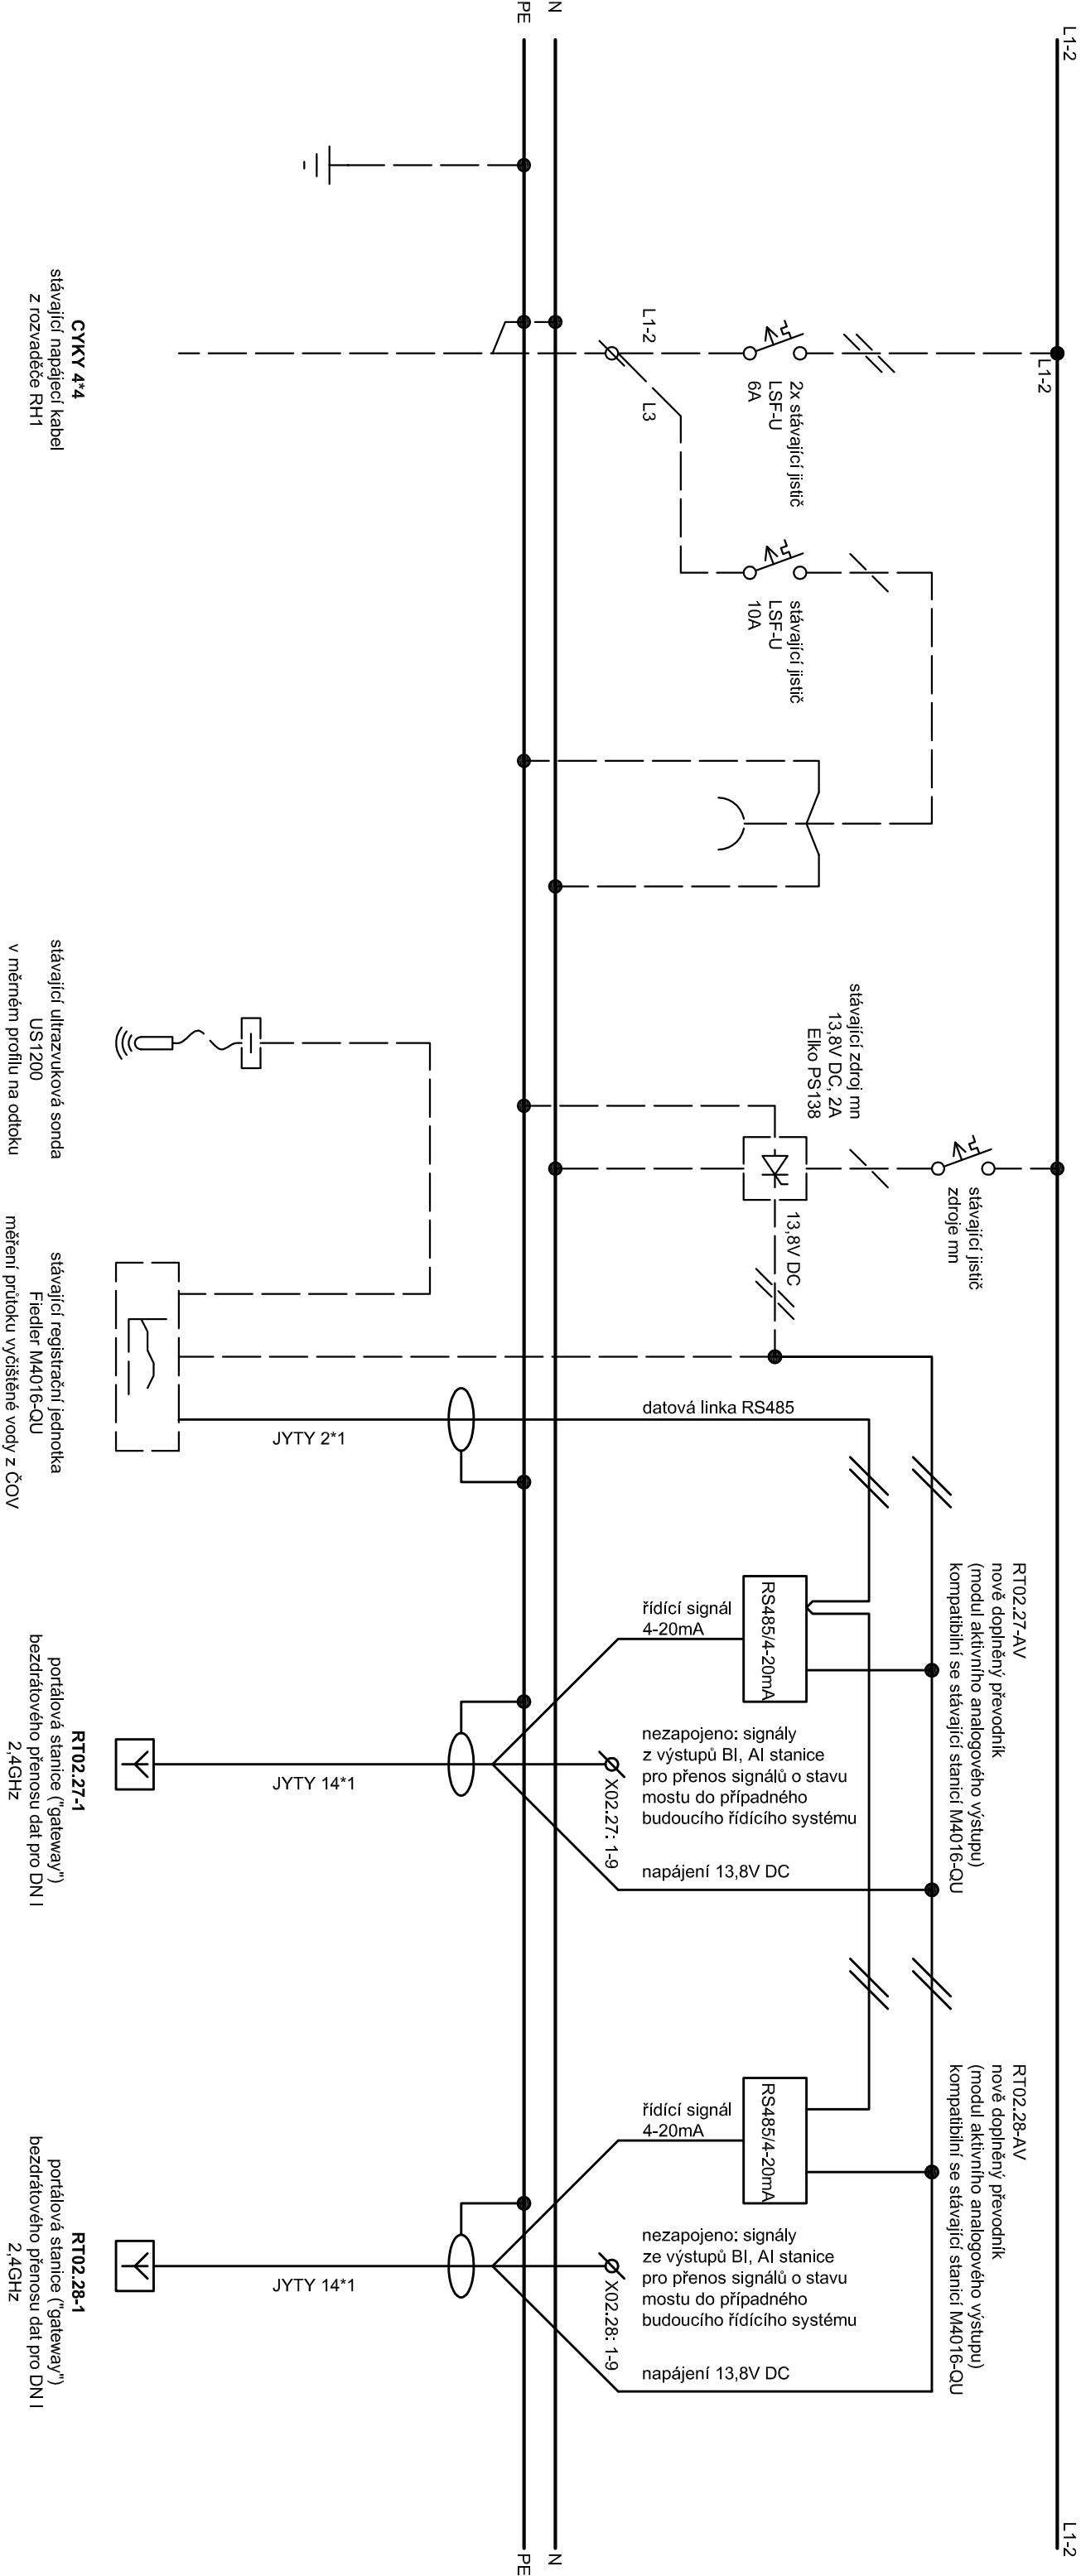 L1-2
N
PE
CYKY 4*4
stávající napájecí kabel
z rozvaděče RH1
L1-2
L1-2
L3
2x stávající jistič
LSF-U
6A
stávající jistič
LSF-U
10A
stávající zdroj mn
13,8V DC, 2A
Elko PS138
stávající jistič
zdroje mn
13,8V DC
stávající ultrazvuková sonda
US1200
v měrném profilu na odtoku
stávající registrační jednotka
Fiedler M4016-QU
měření průtoku vyčištěné vody z ČOV
datová linka RS485
JYTY 2*1
RT02.27-AV
nově doplněný převodník
(modul aktivního analogového výstupu)
kompatibilní se stávající stanicí M4016-QU
RS485/4-20mA
řídící signál
4-20mA
nezapojeno: signály
z výstupů BI, AI stanice
pro přenos signálů o stavu
mostu do případného
budoucího řídícího systému
X02.27: 1-9
napájení 13,8V DC
JYTY 14*1
RT02.27-1
portálová stanice ("gateway")
bezdrátového přenosu dat pro DN I
2,4GHz
RT02.28-AV
nově doplněný převodník
(modul aktivního analogového výstupu)
kompatibilní se stávající stanicí M4016-QU
RS485/4-20mA
řídící signál
4-20mA
nezapojeno: signály
ze výstupů BI, AI stanice
pro přenos signálů o stavu
mostu do případného
budoucího řídícího systému
X02.28: 1-9
napájení 13,8V DC
JYTY 14*1
RT02.28-1
portálová stanice ("gateway")
bezdrátového přenosu dat pro DN I
2,4GHz
L1-2
N
PE